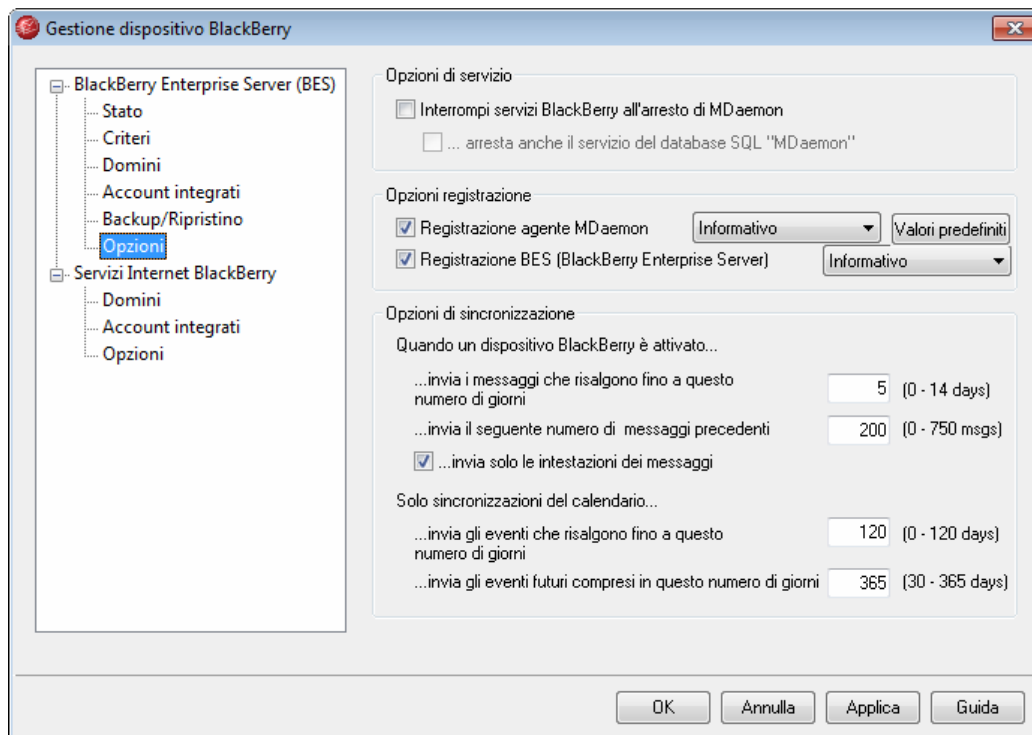 Gestione dispositivo BlackBerry
BlackBerry Enterprise Server (BES)
Stato
Criteri
Domini
Account integrati
Backup/Ripristino
Opzioni
Servizi Internet BlackBerry
Domini
Account integrati
Opzioni
Opzioni di servizio
Interrompi servizi BlackBerry all'arresto di MDaemon
... arresta anche il servizio del database SQL "MDaemon"
Opzioni registrazione
Registrazione agente MDaemon Informativo Valori predefiniti
Registrazione BES (BlackBerry Enterprise Server) Informativo
Opzioni di sincronizzazione
Quando un dispositivo BlackBerry è attivato...
...invia i messaggi che risalgono fino a questo
numero di giorni 5 (0 - 14 days)
...invia il seguente numero di messaggi precedenti 200 (0 - 750 msgs)
...invia solo le intestazioni dei messaggi
Solo sincronizzazioni del calendario...
...invia gli eventi che risalgono fino a questo
numero di giorni 120 (0 - 120 days)
...invia gli eventi futuri compresi in questo numero di giorni 365 (30 - 365 days)
OK Annulla Applica Guida